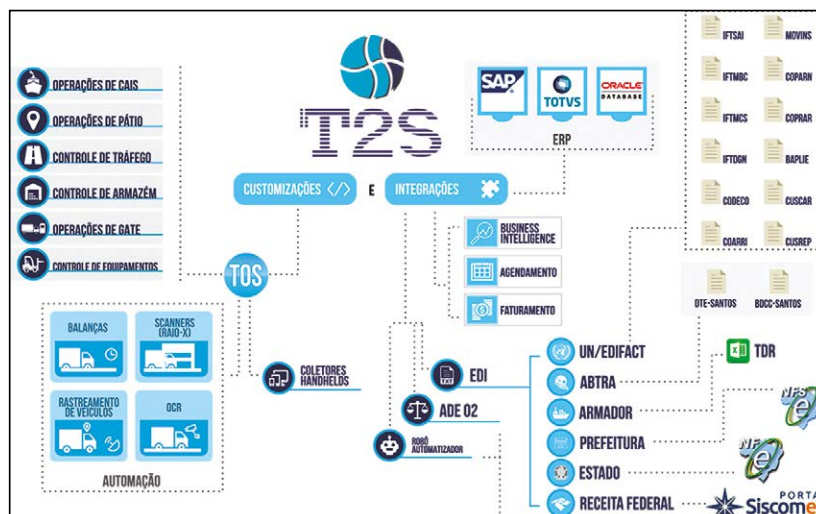 T2S
OPERAÇÕES DE CAIS
OPERAÇÕES DE PÁTIO
CONTROLE DE TRÁFEGO
CONTROLE DE ARMAZÉM
OPERAÇÕES DE GATE
CONTROLE DE EQUIPAMENTOS
CUSTOMIZAÇÕES </>
E
INTEGRAÇÕES
SAP
TOTVS
ORACLE
DATABASE
ERP
IFTSAI
MOVINS
IFTMBC
COPARN
IFTMCS
COPRAR
IFTDGN
BAPLIE
CODECO
CUSCAR
COARRI
CUSREP
BUSINESS
INTELLIGENCE
AGENDAMENTO
FATURAMENTO
TOS
BALANÇAS
SCANNERS
(RAIO-X)
RASTREAMENTO
DE VEÍCULOS
OCR
AUTOMAÇÃO
COLETORES
HANDHELDS
EDI
ADE 02
ROBÔ
AUTOMATIZADOR
DTE-SANTOS
BDCC-SANTOS
UN/EDIFACT
TDR
ABTRA
ARMADOR
NFS e
PREFEITURA
ESTADO
NF e
RECEITA FEDERAL
PORTA
Siscome